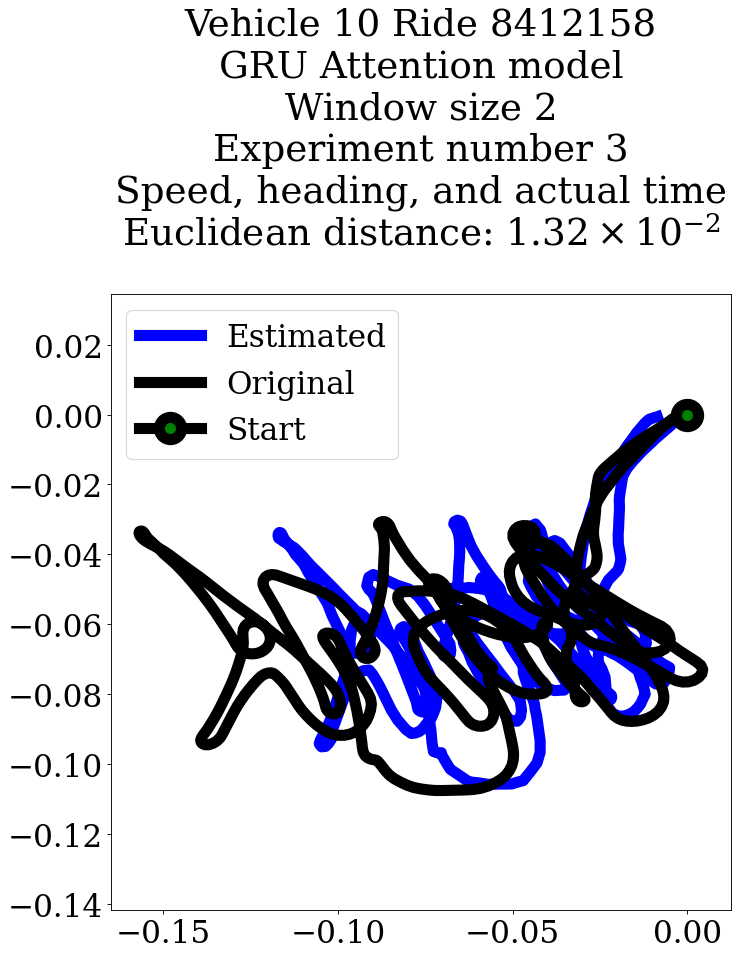 Vehicle 10 Ride 8412158
GRU Attention model
Window size 2
Experiment number 3
Speed, heading, and actual time
Euclidean distance: 1.32 × 10⁻²
Estimated
Original
Start
0.02
0.00
−0.02
−0.04
−0.06
−0.08
−0.10
−0.12
−0.14
−0.15
−0.10
−0.05
0.00